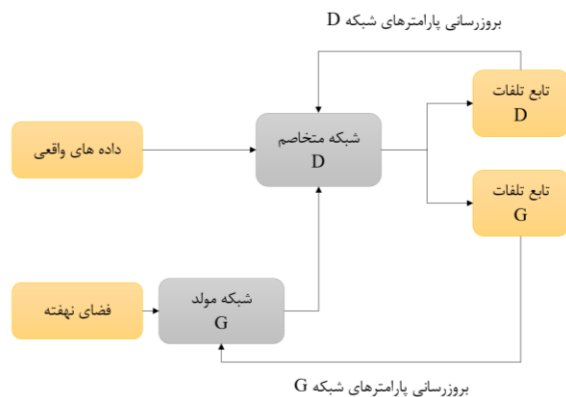 بروزرسانی پارامترهای شبکه D
تابع تلفات
D
شبکه متخاصم
D
داده های واقعی
تابع تلفات
G
فضای نهفته
شبکه مولد
G
بروزرسانی پارامترهای شبکه G